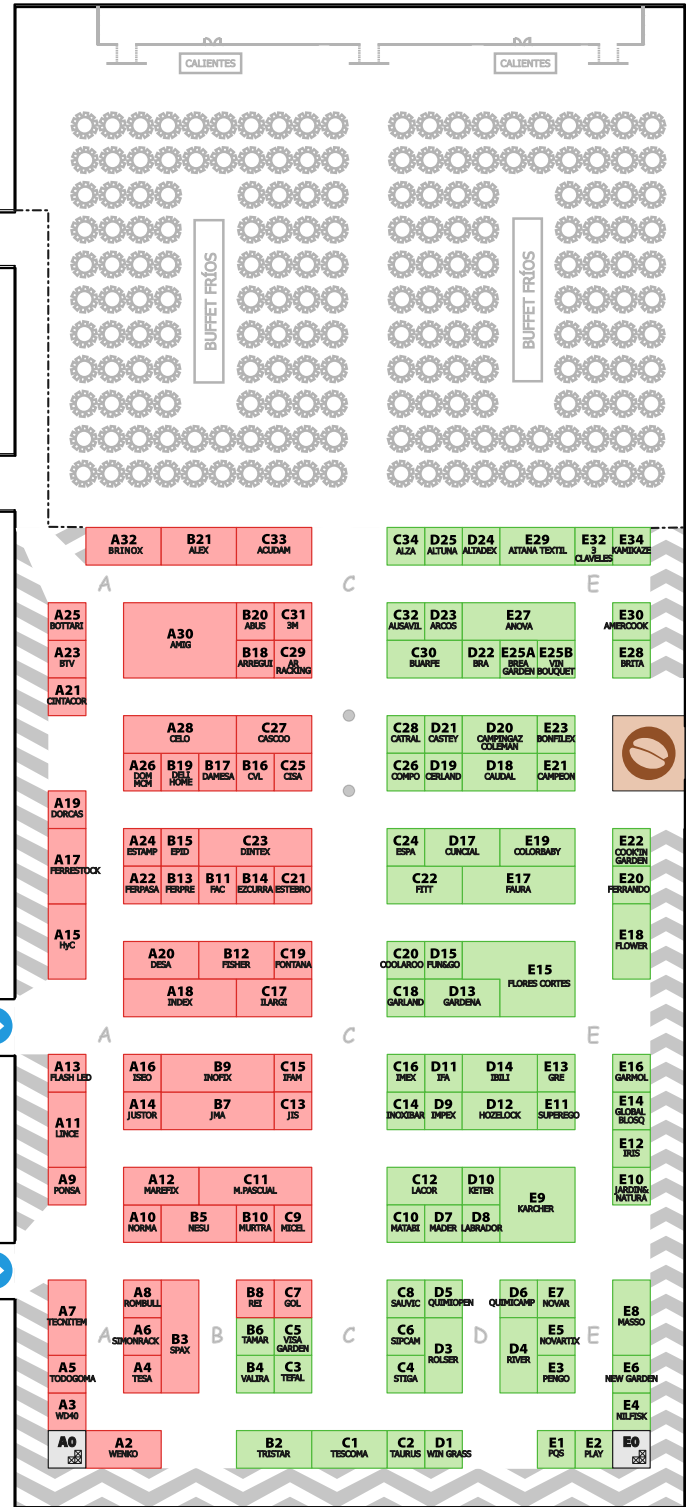 CALIENTES CALIENTES
BUFFET FRÍOS BUFFET FRÍOS
A32 B21 C33 C34 D25 D24 E29 E32 E34
BRINOX ALEX ACUDAM ALZA ALTUNA ALTADEX AITANA TEXTIL 3 CLAVELES KAMIKAZE
A C E
A25 A30 B20 C31 C32 D23 E27 E30
BOTTARI AMIG ABUS 3M AUSAVIL ARCOS ANOVA AMERCOOK
A23 B18 C29 C30 D22 E25A E25B E28
BTV ARREGUI AR RACKING BUARFE BRA BREA GARDEN VIN BOUQUET BRITA
A21
CINTACOR
A28 C27 C28 D21 D20 E23
CELO CASCOO CATRAL CASTEY CAMPINGAZ COLEMAN BONFILEX
A26 B19 B17 B16 C25 C26 D19 D18 E21
DOM MCM DELI HOME DAMESA CVL CISA COMPO CERLAND CAUDAL CAMPEON
A19
DORCAS
A17 A24 B15 C23 C24 D17 E19 E22
FERRESTOCK ESTAMP EPID DINTEX ESPA CUNCIAL COLORBABY COOK'IN GARDEN
A22 B13 B11 B14 C21 C22 E17 E20
FERPASA FERPRE FAC EZCURRA ESTEBRO FITT FAURA FERRANDO
A15 E18
HyC FLOWER
A20 B12 C19 C20 D15 E15
DESA FISHER FONTANA COOLAROO FUN&GO FLORES CORTES
A18 C17 C18 D13
INDEX ILARGI GARLAND GARDENA
A C E
A13 A16 B9 C15 C16 D11 D14 E13 E16
FLASH LED ISEO INOFIX IFAM IMEX IFA IBILI GRE GARMOL
A11 A14 B7 C13 C14 D9 D12 E11 E14
LINCE JUSTOR JMA JIS INOXIBAR IMPEX HOZELOCK SUPEREGO GLOBAL BLOSQ
E12
IRIS
A9 A12 C11 C12 D10 E9 E10
PONSA MAREFIX M.PASCUAL LACOR KETER KARCHER JARDIN& NATURA
A10 B5 B10 C9 C10 D7 D8
NORMA NESU MURTRA MICEL MATABI MADER LABRADOR
A7 A8 B3 B8 C7 C8 D5 D6 E7 E8
TECNITEM ROMBULL SPAX REI GOL SAUVIC QUIMIOPEN QUIMICAMP NOVAR MASSO
A B C D E
A6 B6 C5 C6 D3 D4 E5
SIMONRACK TAMAR VISA GARDEN SIPCAM ROLSER RIVER NOVARTIX
A5 A4 B4 C3 C4 E3 E6
TODOGOMA TESA VALIRA TEFAL STIGA PENGO NEW GARDEN
A3 E4
WD40 NILFISK
A0 A2 B2 C1 C2 D1 E1 E2 E0
WENKO TRISTAR TESCOMA TAURUS WIN GRASS PQS PLAY